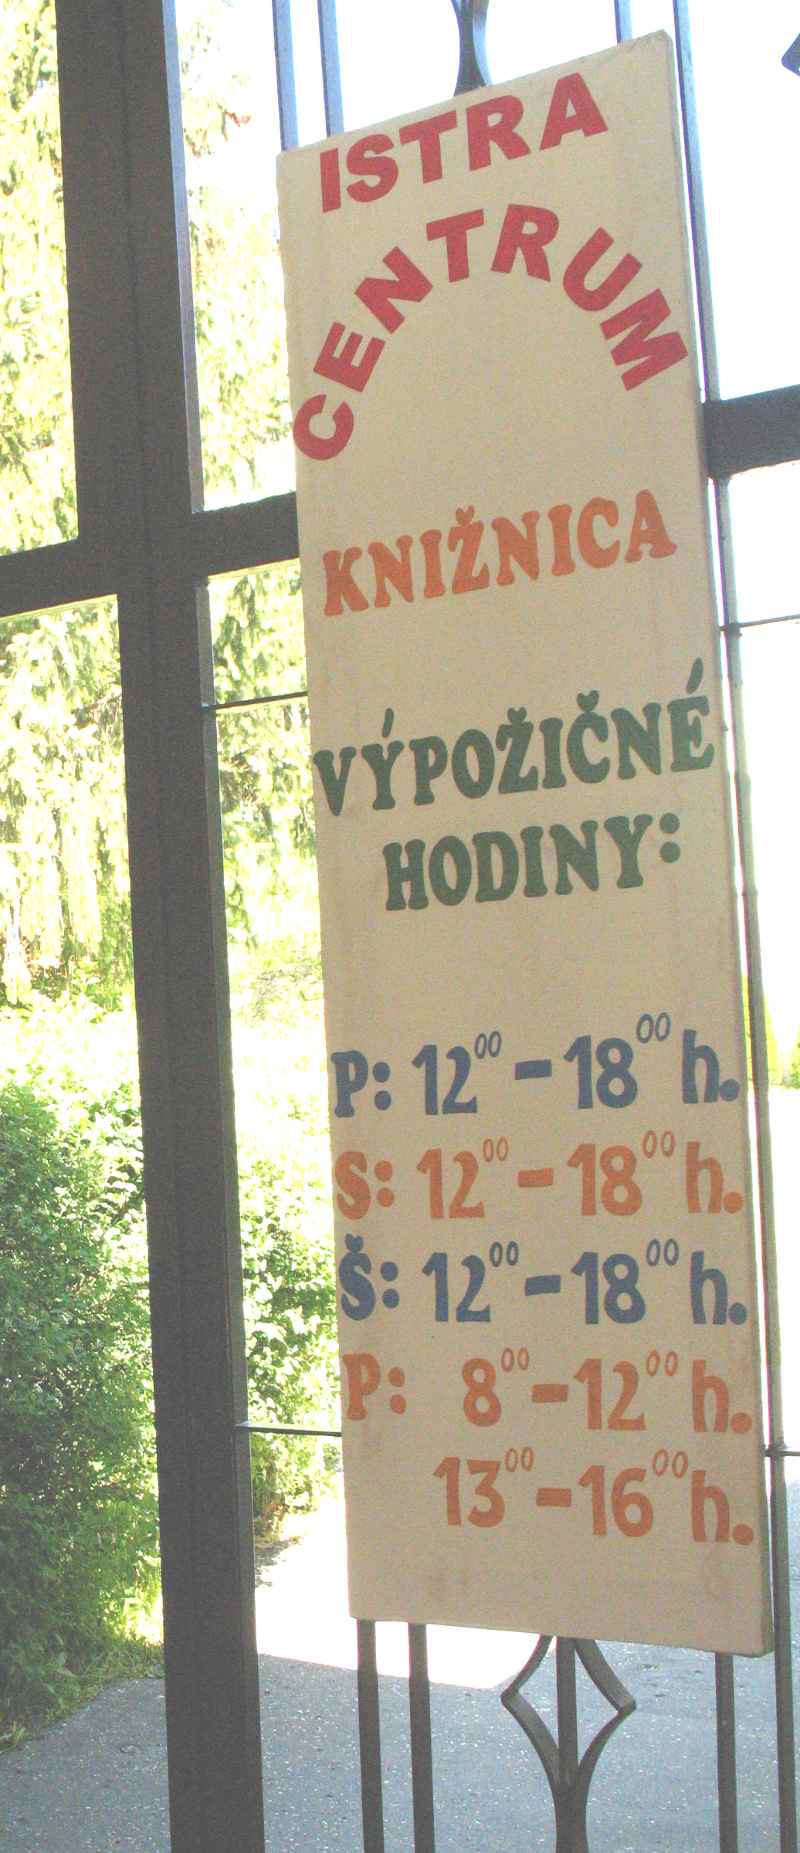 ISTRA
CENTRUM
KNIŽNICA
VÝPOŽIČNÉ
HODINY:
P: 12⁰⁰ - 18⁰⁰ h.
S: 12⁰⁰ - 18⁰⁰ h.
Š: 12⁰⁰ - 18⁰⁰ h.
P: 8⁰⁰ - 12⁰⁰ h.
13⁰⁰ - 16⁰⁰ h.